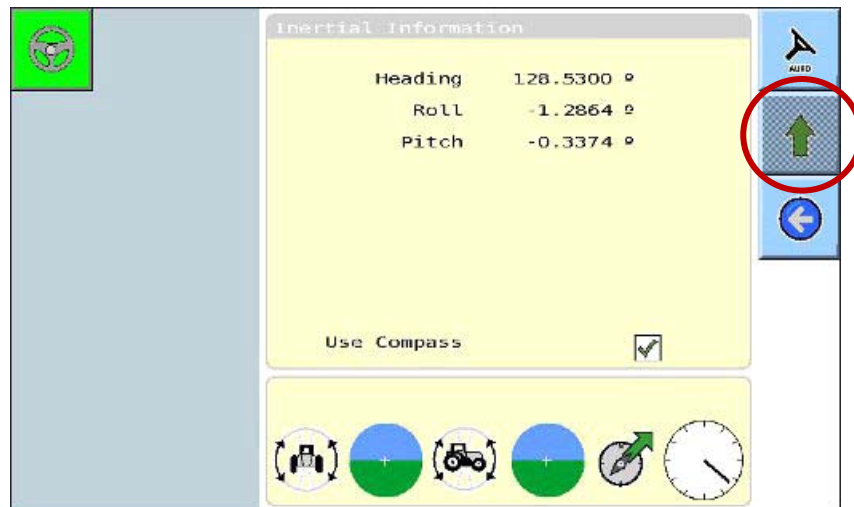 Inertial Information
AUTO
Heading 128.5300 º
Roll -1.2864 º
Pitch -0.3374 º
Use Compass